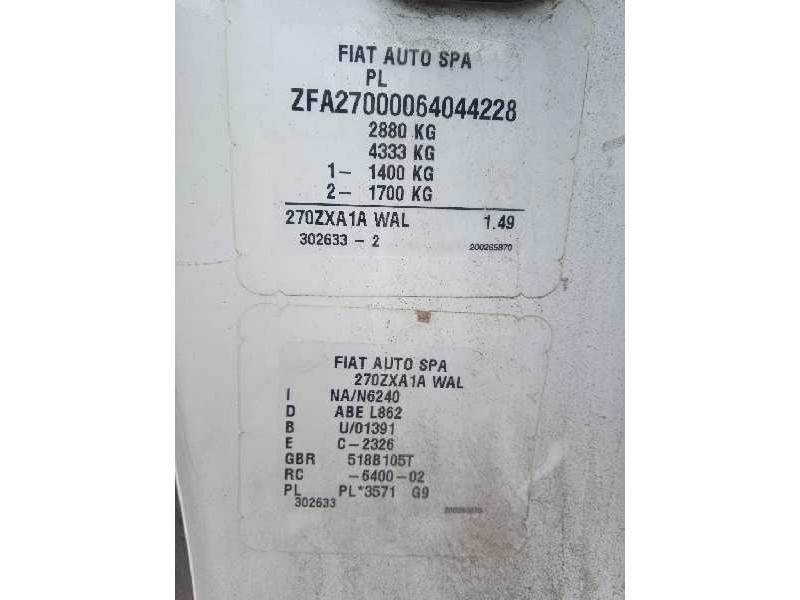 FIAT AUTO SPA
PL
ZFA27000064044228
2880 KG
4333 KG
1- 1400 KG
2- 1700 KG
270ZXA1A WAL 1.49
302633 - 2 200265870
FIAT AUTO SPA
270ZXA1A WAL
I NA/N6240
D ABE L862
B U/01391
E C-2326
GBR 518B105T
RC -6400-02
PL PL*3571 G9
302633